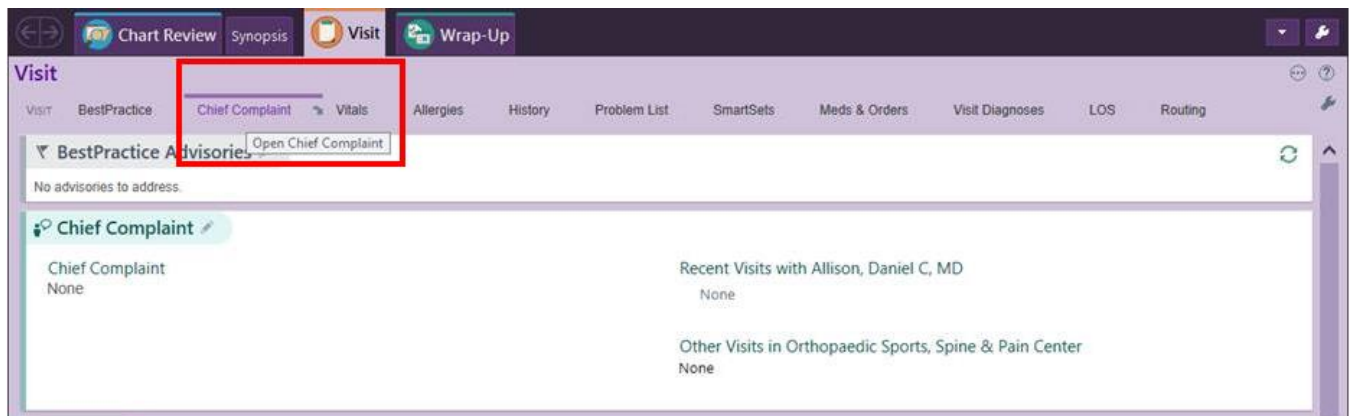 Chart Review Synopsis Visit Wrap-Up
Visit
VISIT BestPractice Chief Complaint Vitals Allergies History Problem List SmartSets Meds & Orders Visit Diagnoses LOS Routing
Open Chief Complaint
BestPractice Advisories
No advisories to address.
Chief Complaint
Chief Complaint
None
Recent Visits with Allison, Daniel C, MD
None
Other Visits in Orthopaedic Sports, Spine & Pain Center
None